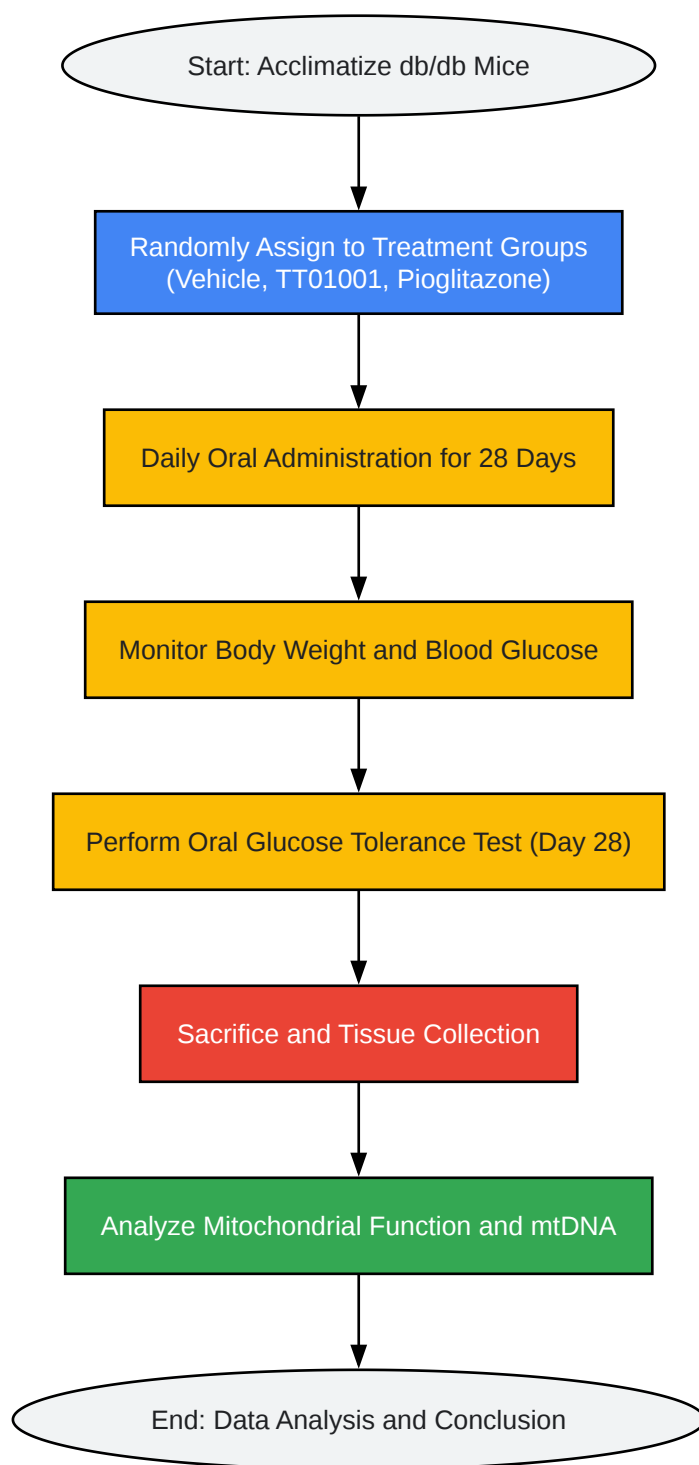 Start: Acclimatize db/db Mice
Randomly Assign to Treatment Groups
(Vehicle, TT01001, Pioglitazone)
Daily Oral Administration for 28 Days
Monitor Body Weight and Blood Glucose
Perform Oral Glucose Tolerance Test (Day 28)
Sacrifice and Tissue Collection
Analyze Mitochondrial Function and mtDNA
End: Data Analysis and Conclusion